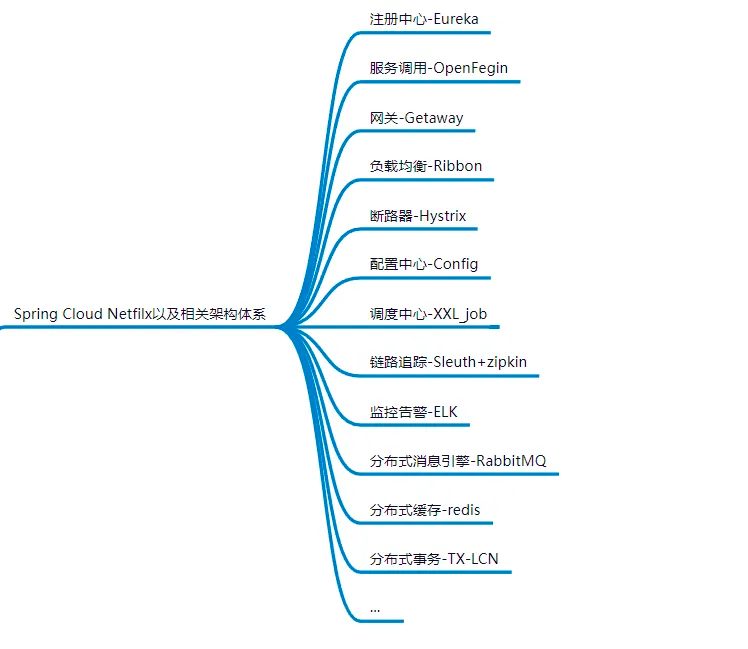 注册中心-Eureka
服务调用-OpenFegin
网关-Getaway
负载均衡-Ribbon
断路器-Hystrix
配置中心-Config
Spring Cloud Netfilx以及相关架构体系
调度中心-XXL_job
链路追踪-Sleuth+zipkin
监控告警-ELK
分布式消息引擎-RabbitMQ
分布式缓存-redis
分布式事务-TX-LCN
...